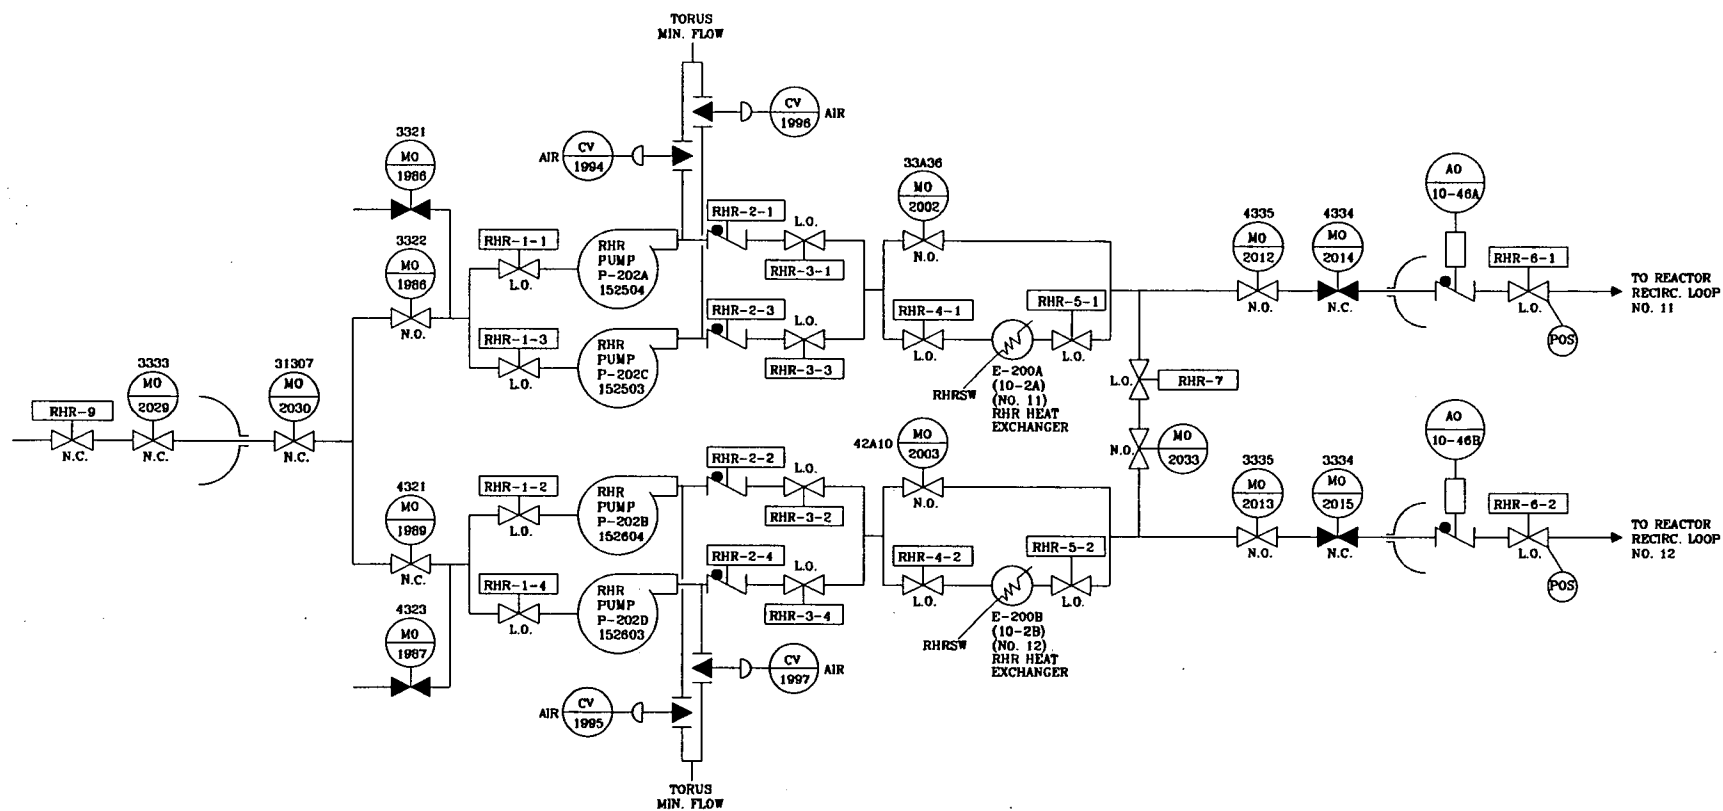 TORUS
MIN. FLOW
CV
1996
AIR
AIR
CV
1994
3321
MO
1986
3322
MO
1986
RHR-1-1
L.O.
N.O.
RHR
PUMP
P-202A
152504
RHR-2-1
L.O.
RHR-3-1
33A36
MO
2002
N.O.
RHR-1-3
L.O.
RHR
PUMP
P-202C
152503
RHR-2-3
L.O.
RHR-3-3
RHR-4-1
L.O.
RHR-5-1
L.O.
RHRSW
E-200A
(10-2A)
(NO. 11)
RHR HEAT
EXCHANGER
4335
MO
2012
N.O.
4334
MO
2014
N.C.
AO
10-46A
RHR-6-1
L.O.
POS
TO REACTOR
RECIRC. LOOP
NO. 11
RHR-9
N.C.
3333
MO
2029
N.C.
31307
MO
2030
N.C.
L.O.
RHR-7
N.O.
MO
2033
4321
MO
1989
N.C.
RHR-1-2
L.O.
RHR
PUMP
P-202B
152604
RHR-2-2
L.O.
RHR-3-2
42A10
MO
2003
N.O.
4323
MO
1987
RHR-1-4
L.O.
RHR
PUMP
P-202D
152603
RHR-2-4
L.O.
RHR-3-4
RHR-4-2
L.O.
RHR-5-2
L.O.
RHRSW
E-200B
(10-2B)
(NO. 12)
RHR HEAT
EXCHANGER
3335
MO
2013
N.O.
3334
MO
2015
N.C.
AO
10-46B
RHR-6-2
L.O.
POS
TO REACTOR
RECIRC. LOOP
NO. 12
CV
1997
AIR
AIR
CV
1995
TORUS
MIN. FLOW